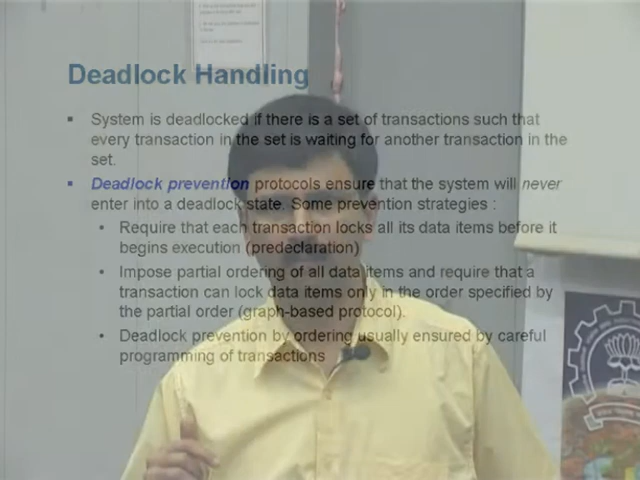 Deadlock Handling
System is deadlocked if there is a set of transactions such that
every transaction in the set is waiting for another transaction in the
set.
Deadlock prevention protocols ensure that the system will never
enter into a deadlock state. Some prevention strategies :
Require that each transaction locks all its data items before it
begins execution (predeclaration)
Impose partial ordering of all data items and require that a
transaction can lock data items only in the order specified by
the partial order (graph-based protocol).
Deadlock prevention by ordering usually ensured by careful
programming of transactions